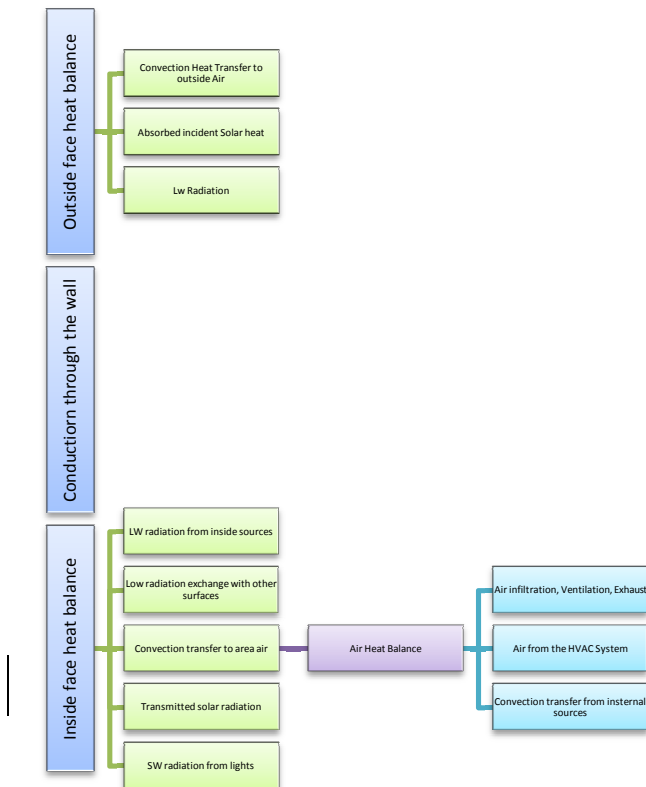 Outside face heat balance
Convection Heat Transfer to
outside Air
Absorbed incident Solar heat
Lw Radiation
Conductiorn through the wall
Inside face heat balance
LW radiation from inside sources
Low radiation exchange with other
surfaces
Convection transfer to area air
Transmitted solar radiation
SW radiation from lights
Air Heat Balance
Air infiltration, Ventilation, Exhaust
Air from the HVAC System
Convection transfer from insternal
sources